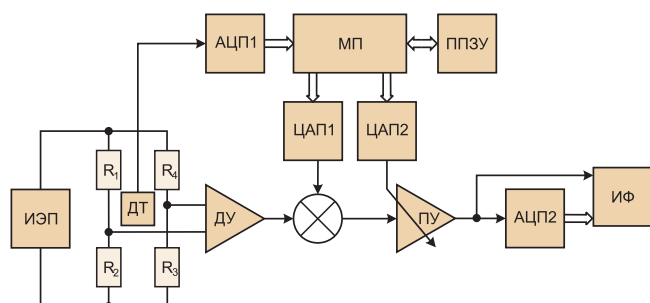 АЦП1
МП
ППЗУ
ЦАП1
ЦАП2
R1
R4
ДТ
ИЭП
ДУ
ПУ
АЦП2
ИФ
R2
R3